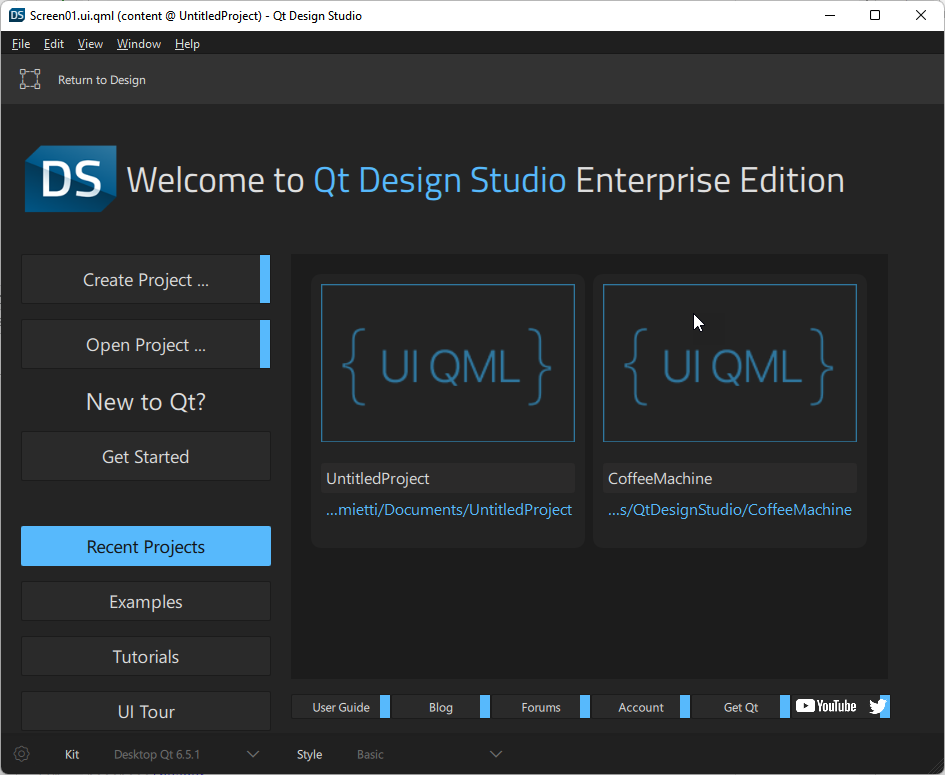 DS Screen01.ui.qml (content @ UntitledProject) - Qt Design Studio
File Edit View Window Help
Return to Design
DS Welcome to Qt Design Studio Enterprise Edition
Create Project ...
Open Project ...
New to Qt?
Get Started
Recent Projects
Examples
Tutorials
UI Tour
{ UI QML }
UntitledProject
...mietti/Documents/UntitledProject
{ UI QML }
CoffeeMachine
...s/QtDesignStudio/CoffeeMachine
User Guide Blog Forums Account Get Qt YouTube
Kit Desktop Qt 6.5.1 Style Basic